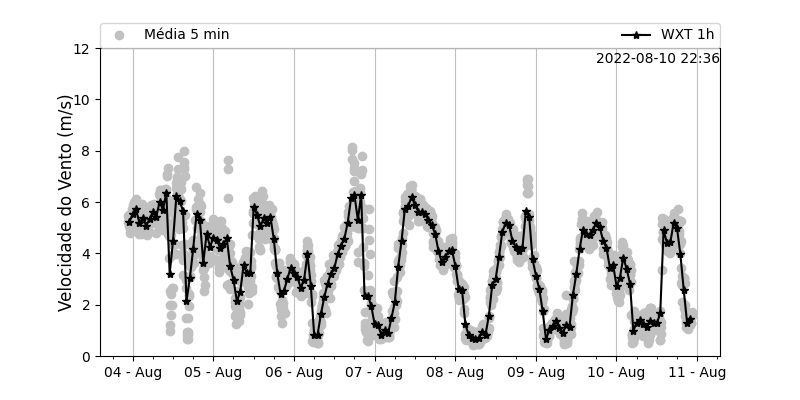 Média 5 min
WXT 1h
2022-08-10 22:36
Velocidade do Vento (m/s)
12
10
8
6
4
2
0
04 - Aug 05 - Aug 06 - Aug 07 - Aug 08 - Aug 09 - Aug 10 - Aug 11 - Aug